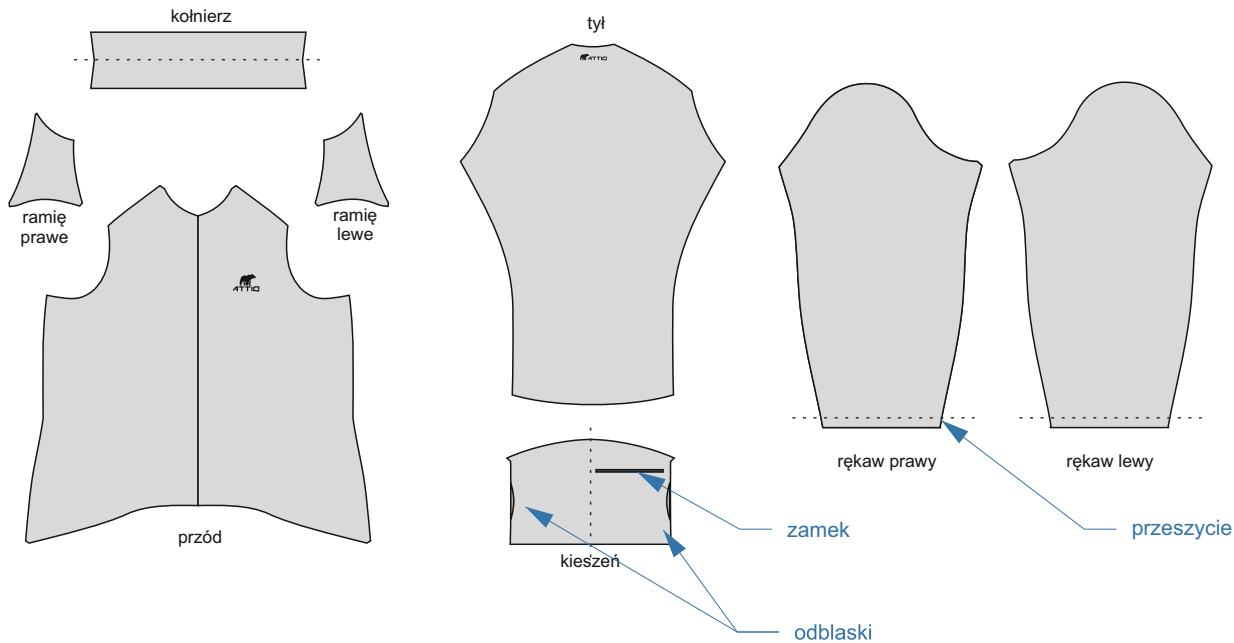 kołnierz
tył
ATTIQ
ramię
prawe
ramię
lewe
ATTIQ
rękaw prawy
rękaw lewy
zamek
przeszycie
przód
kieszeń
odblaski